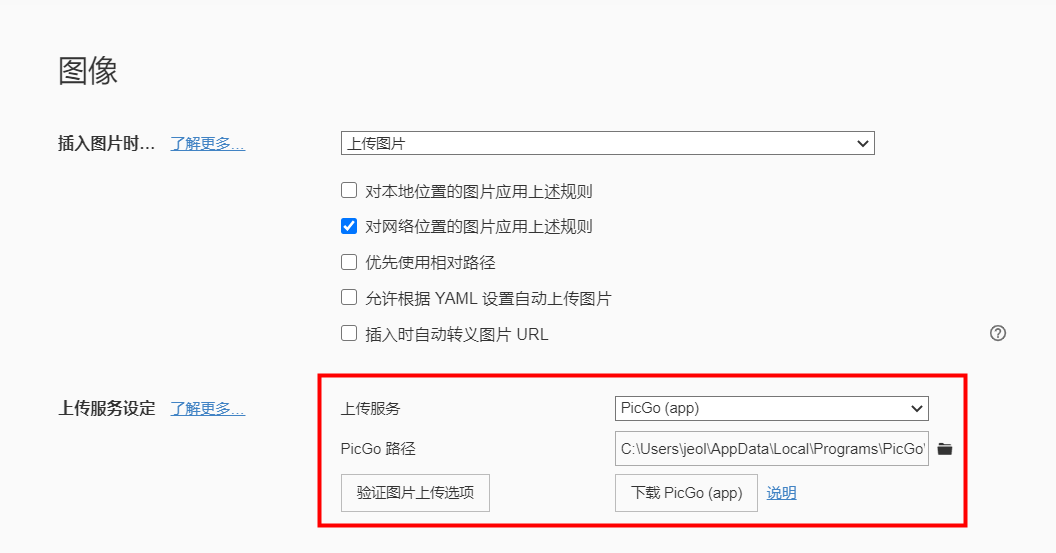 图像
插入图片时... 了解更多... 上传图片
对本地位置的图片应用上述规则
对网络位置的图片应用上述规则
优先使用相对路径
允许根据 YAML 设置自动上传图片
插入时自动转义图片 URL
上传服务设定 了解更多... 上传服务 PicGo (app)
PicGo 路径 C:\Users\jeol\AppData\Local\Programs\PicGo\
验证图片上传选项 下载 PicGo (app) 说明